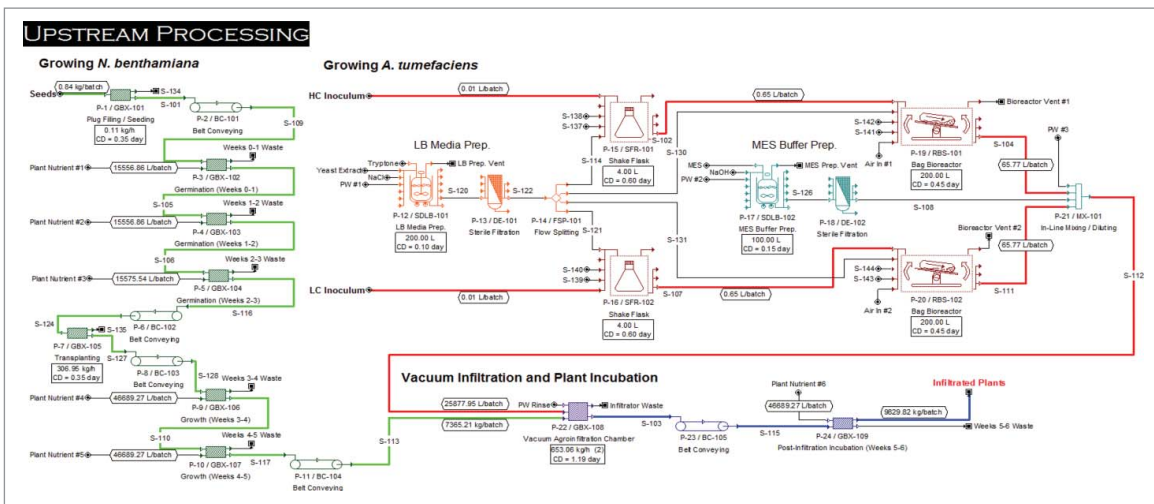 UPSTREAM PROCESSING
Growing N. benthamiana
0.84 kg/batch
Seeds
S-134
S-101
P-1 / GBX-101
Plug Filling / Seeding
0.11 kg/h
CD = 0.35 day
P-2 / BC-101
Belt Conveying
S-109
Weeks 0-1 Waste
Plant Nutrient #1
15556.86 L/batch
P-3 / GBX-102
Germination (Weeks 0-1)
S-105
Weeks 1-2 Waste
Plant Nutrient #2
15556.86 L/batch
P-4 / GBX-103
Germination (Weeks 1-2)
S-106
Weeks 2-3 Waste
Plant Nutrient #3
15575.54 L/batch
P-5 / GBX-104
Germination (Weeks 2-3)
S-116
S-124
P-6 / BC-102
Belt Conveying
S-135
P-7 / GBX-105
Transplanting
306.95 kg/h
CD = 0.35 day
S-127
P-8 / BC-103
Belt Conveying
S-128
Weeks 3-4 Waste
Plant Nutrient #4
46689.27 L/batch
P-9 / GBX-106
Growth (Weeks 3-4)
S-110
Weeks 4-5 Waste
Plant Nutrient #5
46689.27 L/batch
S-117
P-10 / GBX-107
Growth (Weeks 4-5)
P-11 / BC-104
Belt Conveying
S-113
Growing A. tumefaciens
HC Inoculum
0.01 L/batch
S-138
S-137
S-102
P-15 / SFR-101
Shake Flask
4.00 L
CD = 0.60 day
S-114
S-130
0.65 L/batch
LB Media Prep.
Tryptone
Yeast Extract
NaCl
PW #1
LB Prep. Vent
S-120
P-12 / SDLB-101
LB Media Prep.
200.00 L
CD = 0.10 day
S-122
P-13 / DE-101
Sterile Filtration
P-14 / FSP-101
Flow Splitting
S-121
S-131
MES Buffer Prep.
MES
NaOH
PW #2
MES Prep. Vent
S-126
P-17 / SDLB-102
MES Buffer Prep.
100.00 L
CD = 0.15 day
P-18 / DE-102
Sterile Filtration
S-108
Bioreactor Vent #1
S-142
S-141
Air In #1
P-19 / RBS-101
Bag Bioreactor
200.00 L
CD = 0.45 day
S-104
65.77 L/batch
PW #3
P-21 / MX-101
In-Line Mixing / Diluting
S-112
LC Inoculum
0.01 L/batch
S-140
S-139
S-107
P-16 / SFR-102
Shake Flask
4.00 L
CD = 0.60 day
0.65 L/batch
Bioreactor Vent #2
65.77 L/batch
S-144
S-143
Air In #2
S-111
P-20 / RBS-102
Bag Bioreactor
200.00 L
CD = 0.45 day
Vacuum Infiltration and Plant Incubation
25877.95 L/batch
7365.21 kg/batch
PW Rinse
Infiltrator Waste
S-103
P-22 / GBX-108
Vacuum Agroinfiltration Chamber
653.06 kg/h (2)
CD = 1.19 day
P-23 / BC-105
Belt Conveying
S-115
Plant Nutrient #6
46689.27 L/batch
P-24 / GBX-109
Post-Infiltration Incubation (Weeks 5-6)
9829.82 kg/batch
Infiltrated Plants
Weeks 5-6 Waste